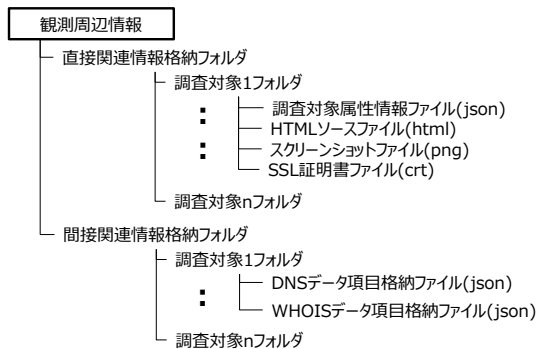 観測周辺情報
直接関連情報格納フォルダ
調査対象1フォルダ
調査対象属性情報ファイル(json)
HTMLソースファイル(html)
スクリーンショットファイル(png)
SSL証明書ファイル(crt)
調査対象nフォルダ
間接関連情報格納フォルダ
調査対象1フォルダ
DNSデータ項目格納ファイル(json)
WHOISデータ項目格納ファイル(json)
調査対象nフォルダ